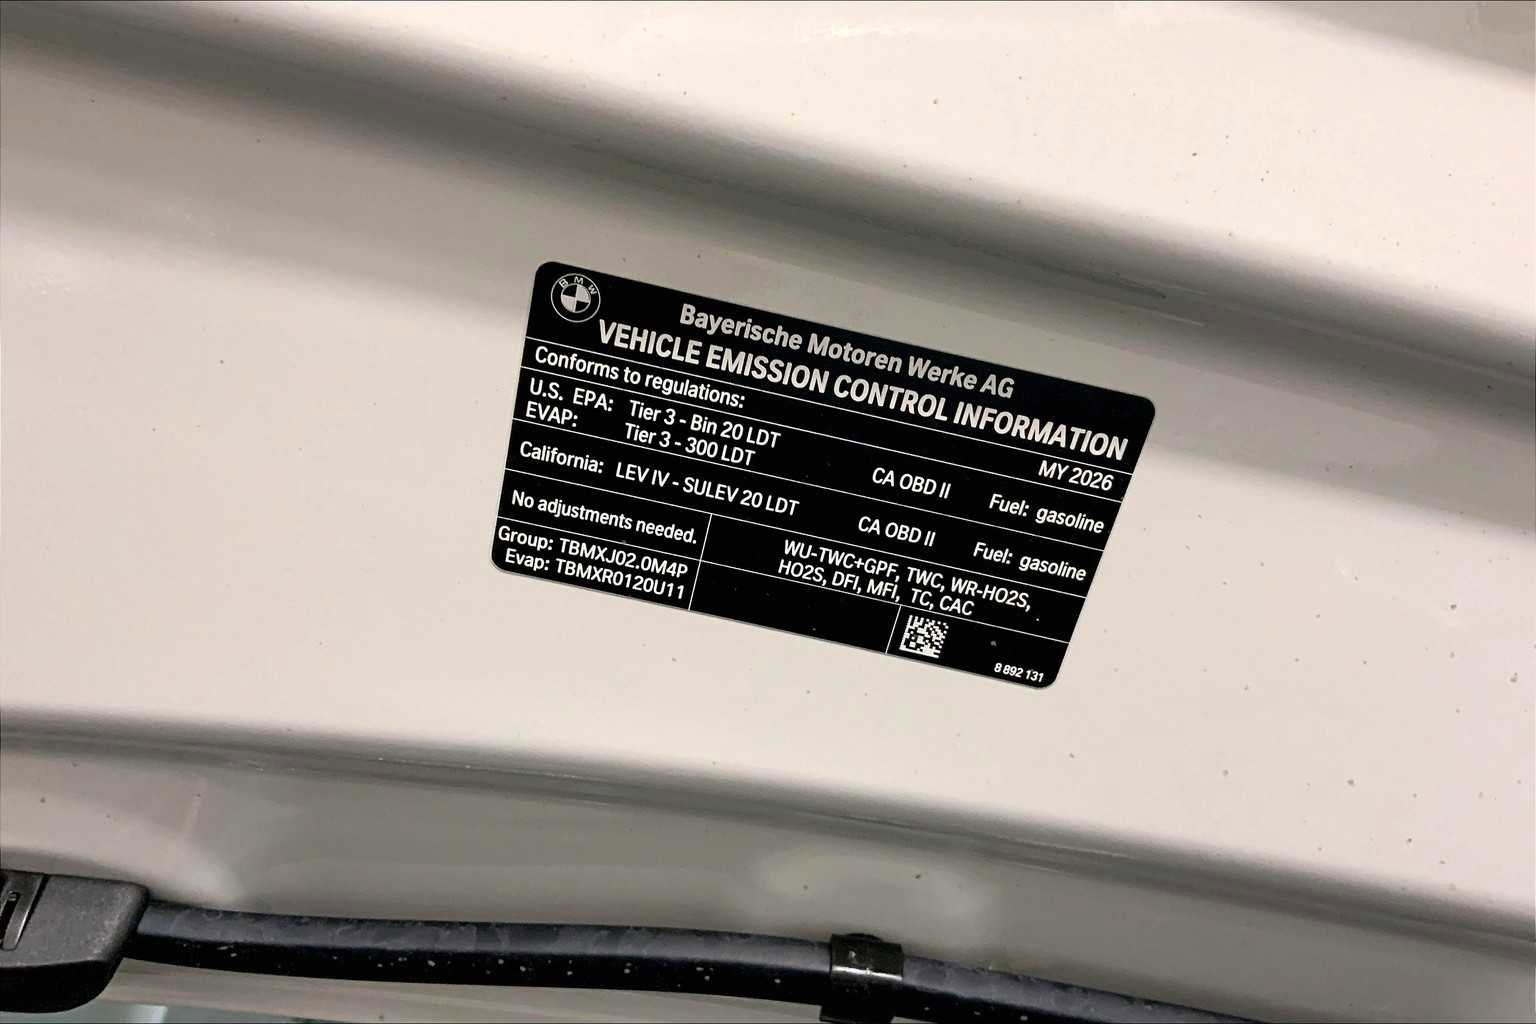 BMW
Bayerische Motoren Werke AG
VEHICLE EMISSION CONTROL INFORMATION
Conforms to regulations: MY 2026
U.S. EPA: Tier 3 - Bin 20 LDT CA OBD II Fuel: gasoline
EVAP: Tier 3 - 300 LDT
California: LEV IV - SULEV 20 LDT CA OBD II Fuel: gasoline
No adjustments needed.
WU-TWC+GPF, TWC, WR-HO2S,
HO2S, DFI, MFI, TC, CAC
Group: TBMXJ02.0M4P
Evap: TBMXR0120U11
8 892 131